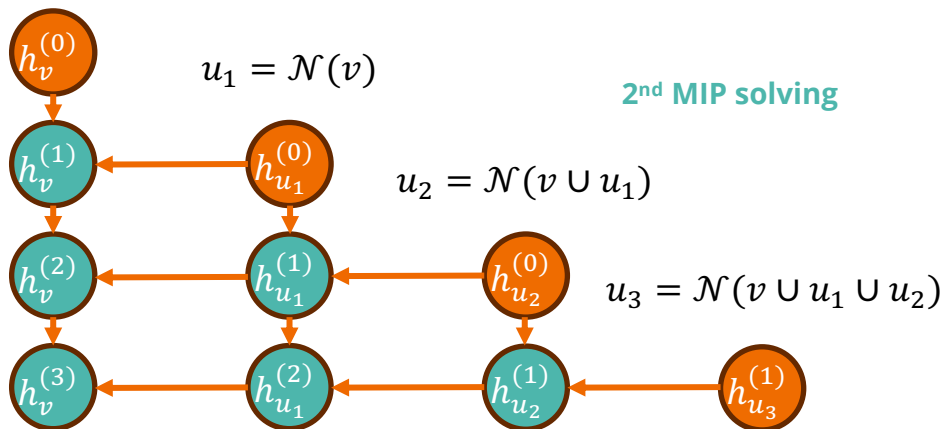 h_v^{(0)}
u_1 = 𝒩(v)
2nd MIP solving
h_v^{(1)} h_{u_1}^{(0)}
u_2 = 𝒩(v ∪ u_1)
h_v^{(2)} h_{u_1}^{(1)} h_{u_2}^{(0)}
u_3 = 𝒩(v ∪ u_1 ∪ u_2)
h_v^{(3)} h_{u_1}^{(2)} h_{u_2}^{(1)} h_{u_3}^{(1)}